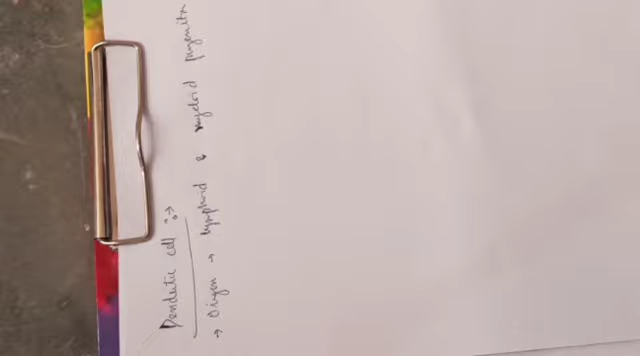 Dendritic cell :→
→ Origin → lymphoid & myeloid progenitor